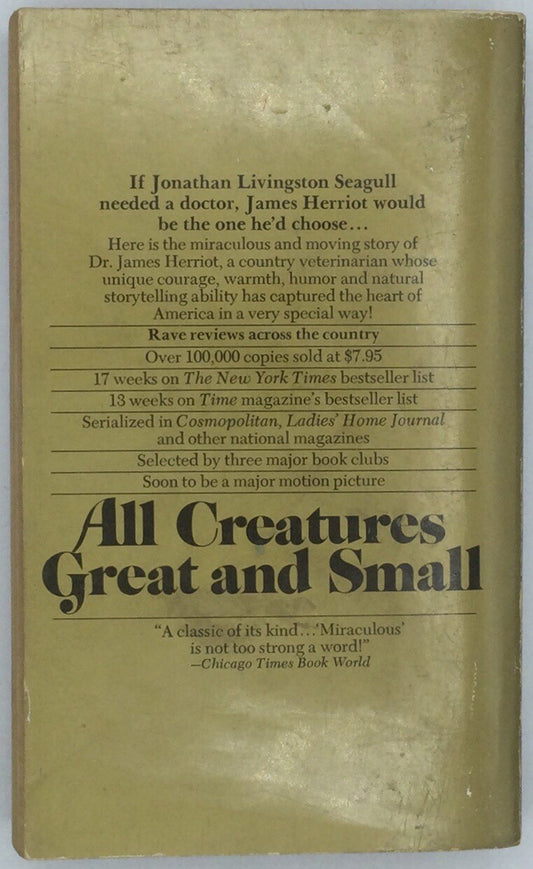 If Jonathan Livingston Seagull
needed a doctor, James Herriot would
be the one he'd choose...
Here is the miraculous and moving story of
Dr. James Herriot, a country veterinarian whose
unique courage, warmth, humor and natural
storytelling ability has captured the heart of
America in a very special way!
Rave reviews across the country
Over 100,000 copies sold at $7.95
17 weeks on The New York Times bestseller list
13 weeks on Time magazine's bestseller list
Serialized in Cosmopolitan, Ladies' Home Journal
and other national magazines
Selected by three major book clubs
Soon to be a major motion picture
All Creatures
Great and Small
"A classic of its kind...'Miraculous'
is not too strong a word!"
—Chicago Times Book World